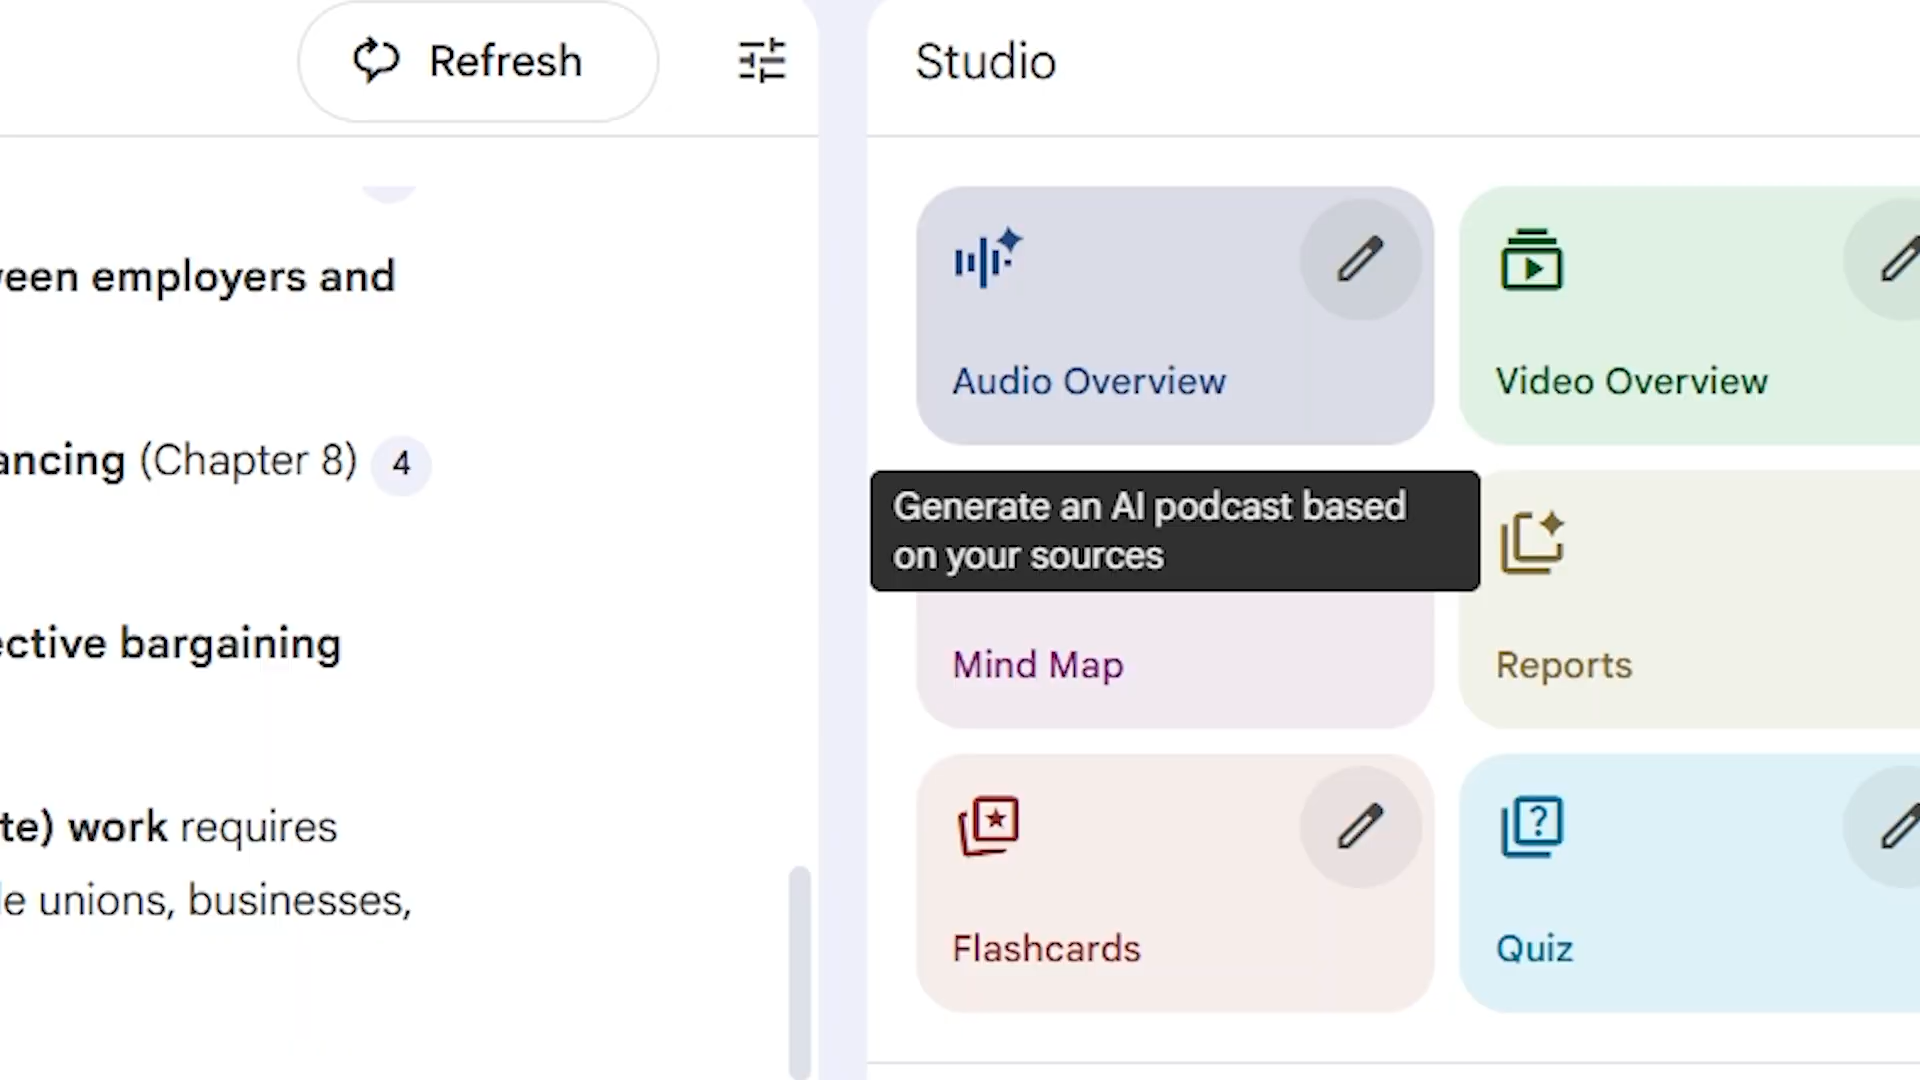 Refresh
een employers and
ancing (Chapter 8) 4
ective bargaining
te) work requires
le unions, businesses,
Studio
Audio Overview
Video Overview
Generate an AI podcast based
on your sources
Mind Map
Reports
Flashcards
Quiz